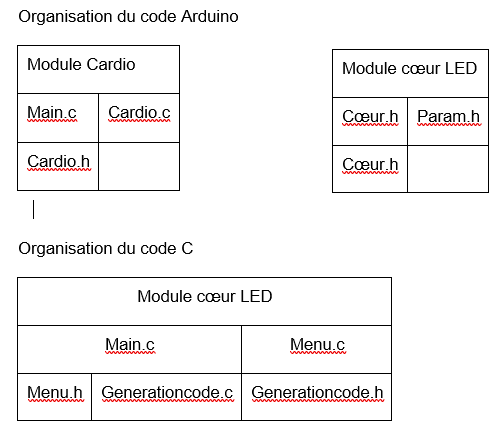 Organisation du code Arduino
Module Cardio
Main.c Cardio.c
Cardio.h
Module cœur LED
Cœur.h Param.h
Cœur.h
Organisation du code C
Module cœur LED
Main.c Menu.c
Menu.h Generationcode.c Generationcode.h